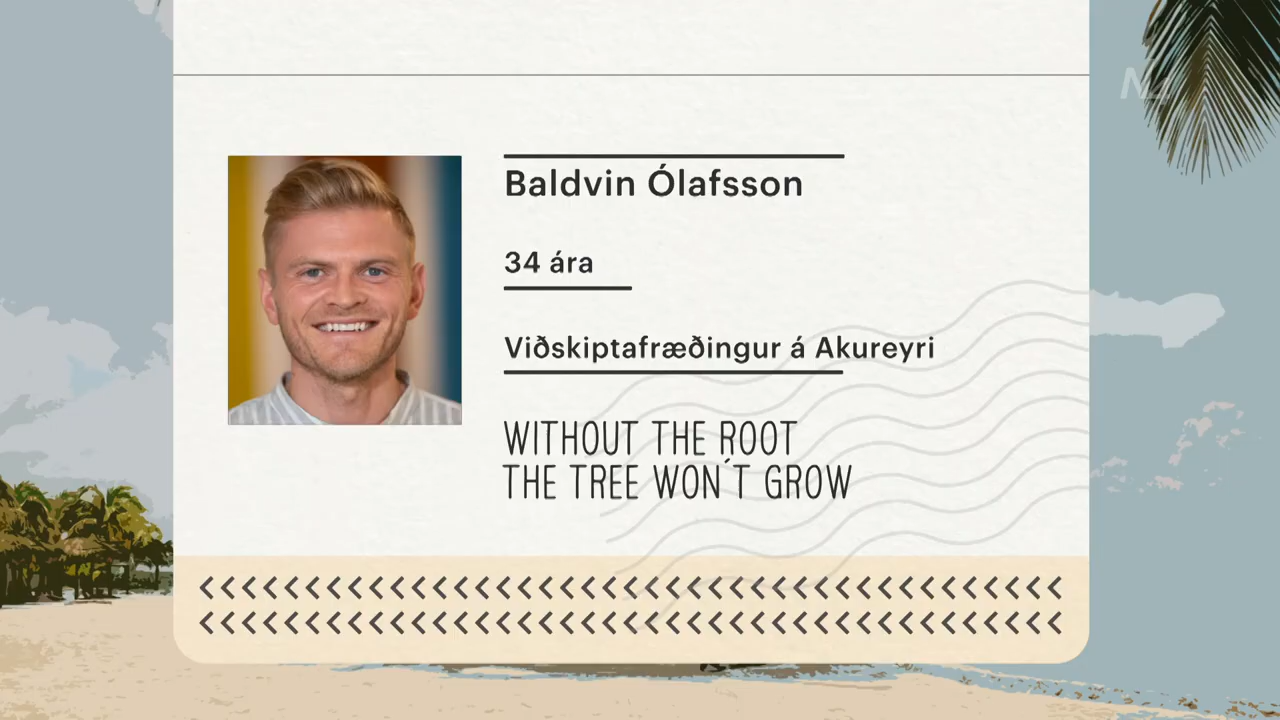 Baldvin Ólafsson
34 ára
Viðskiptafræðingur á Akureyri
WITHOUT THE ROOT
THE TREE WON´T GROW